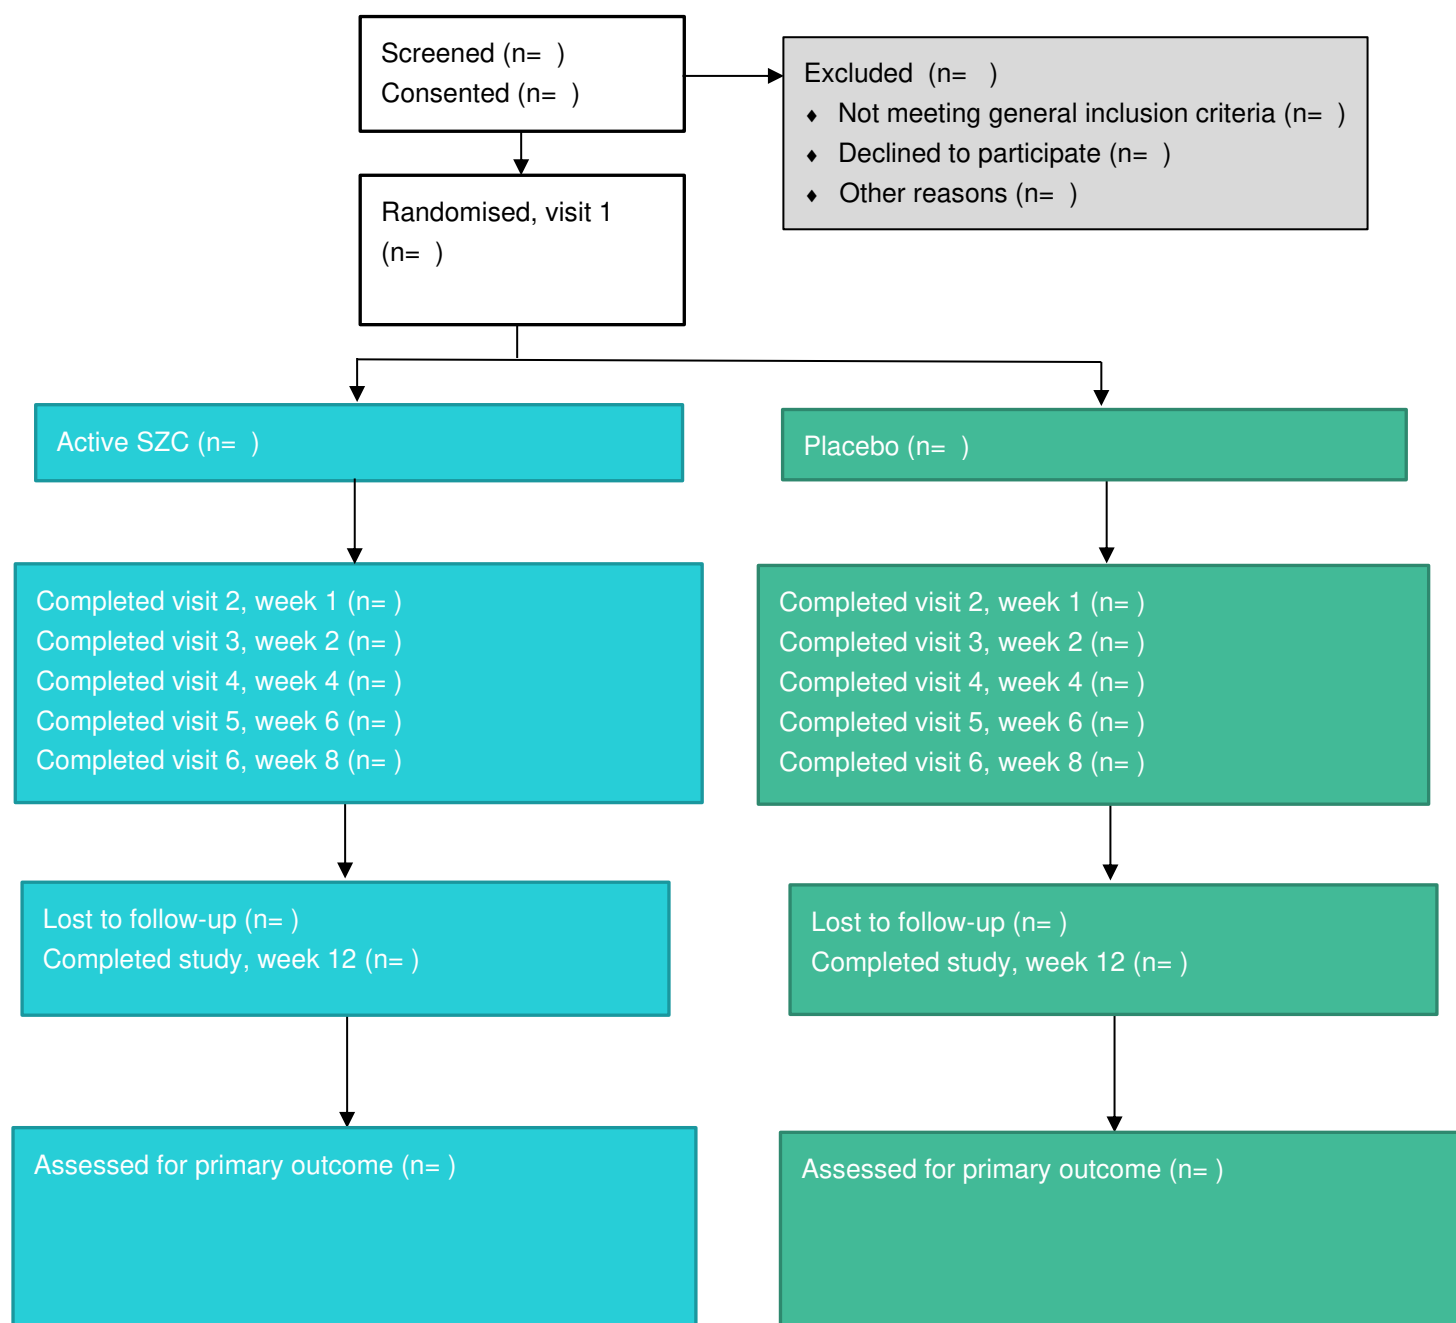 Screened (n=  )
Consented (n=  )
Excluded  (n=   )
♦ Not meeting general inclusion criteria (n=  )
♦ Declined to participate (n=  )
♦ Other reasons (n=  )
Randomised, visit 1
(n=  )
Active SZC (n=  )
Placebo (n=  )
Completed visit 2, week 1 (n= )
Completed visit 3, week 2 (n= )
Completed visit 4, week 4 (n= )
Completed visit 5, week 6 (n= )
Completed visit 6, week 8 (n= )
Completed visit 2, week 1 (n= )
Completed visit 3, week 2 (n= )
Completed visit 4, week 4 (n= )
Completed visit 5, week 6 (n= )
Completed visit 6, week 8 (n= )
Lost to follow-up (n= )
Completed study, week 12 (n= )
Lost to follow-up (n= )
Completed study, week 12 (n= )
Assessed for primary outcome (n= )
Assessed for primary outcome (n= )